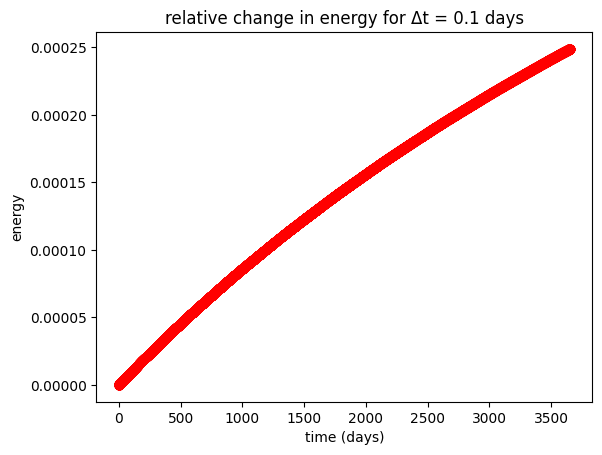 relative change in energy for Δt = 0.1 days
0.00025
0.00020
0.00015
0.00010
0.00005
0.00000
energy
0 500 1000 1500 2000 2500 3000 3500
time (days)